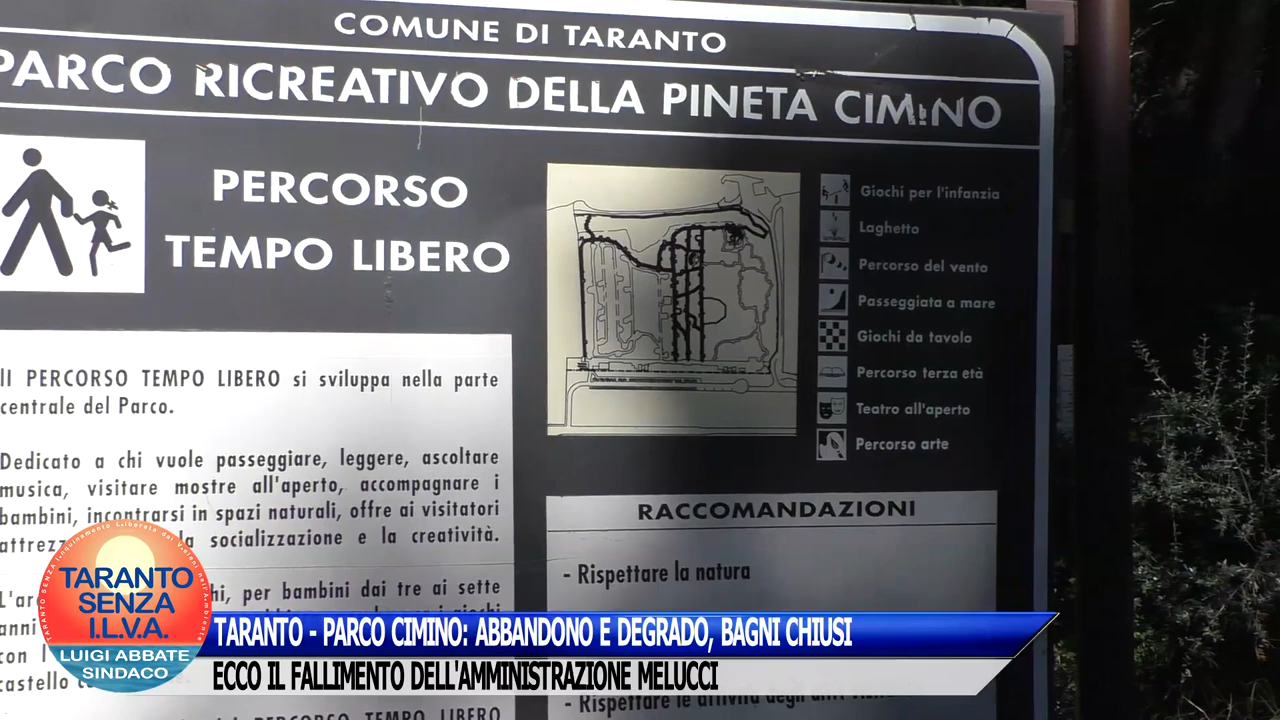 COMUNE DI TARANTO
PARCO RICREATIVO DELLA PINETA CIMINO
PERCORSO
TEMPO LIBERO
Giochi per l'infanzia
Laghetto
Percorso del vento
Passeggiata a mare
Giochi da tavolo
Percorso terza età
Teatro all'aperto
Percorso arte
Il PERCORSO TEMPO LIBERO si sviluppa nella parte
centrale del Parco.
Dedicato a chi vuole passeggiare, leggere, ascoltare
musica, visitare mostre all'aperto, accompagnare i
bambini, incontrarsi in spazi naturali, offre ai visitatori
la socializzazione e la creatività.
per bambini dai tre ai sette
anni
con
castello
PERCORSO TEMPO LIBERO
RACCOMANDAZIONI
- Rispettare la natura
- Rispettare le attività degli altri
TARANTO
SENZA
I.L.V.A.
LUIGI ABBATE
SINDACO
TARANTO - PARCO CIMINO: ABBANDONO E DEGRADO, BAGNI CHIUSI
ECCO IL FALLIMENTO DELL'AMMINISTRAZIONE MELUCCI